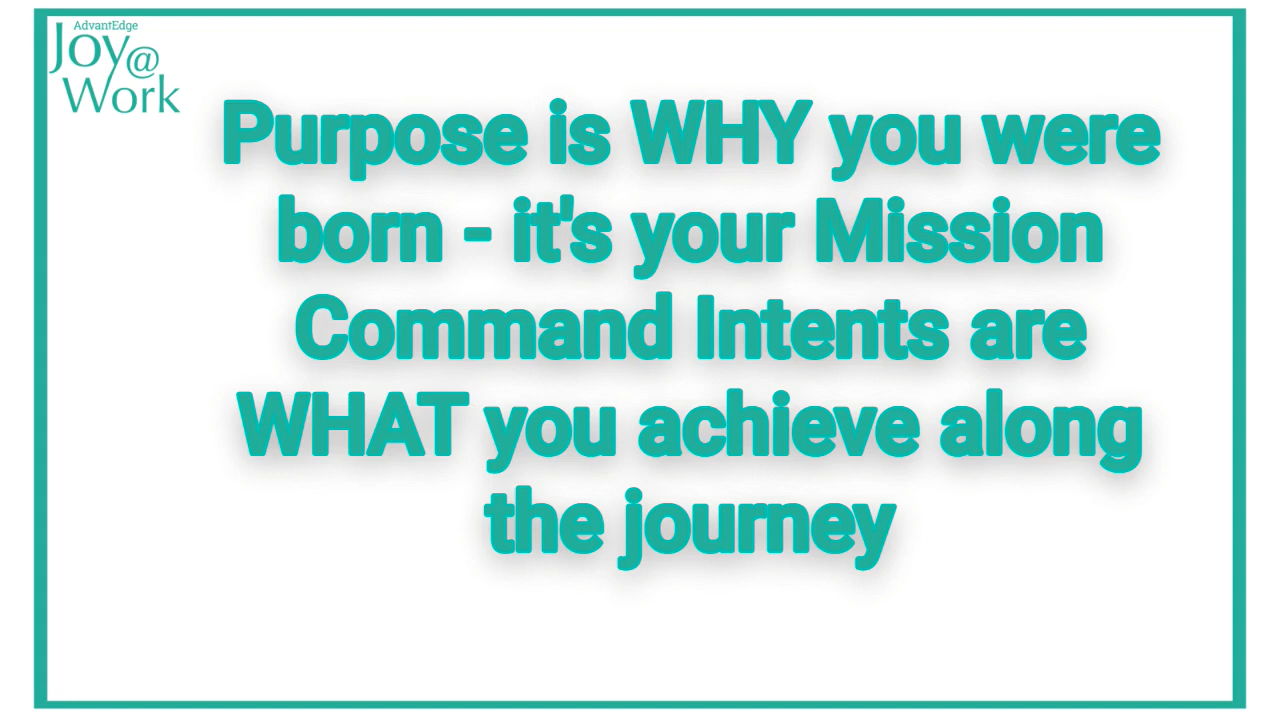 AdvantEdge
Joy@
Work
Purpose is WHY you were
born - it's your Mission
Command Intents are
WHAT you achieve along
the journey